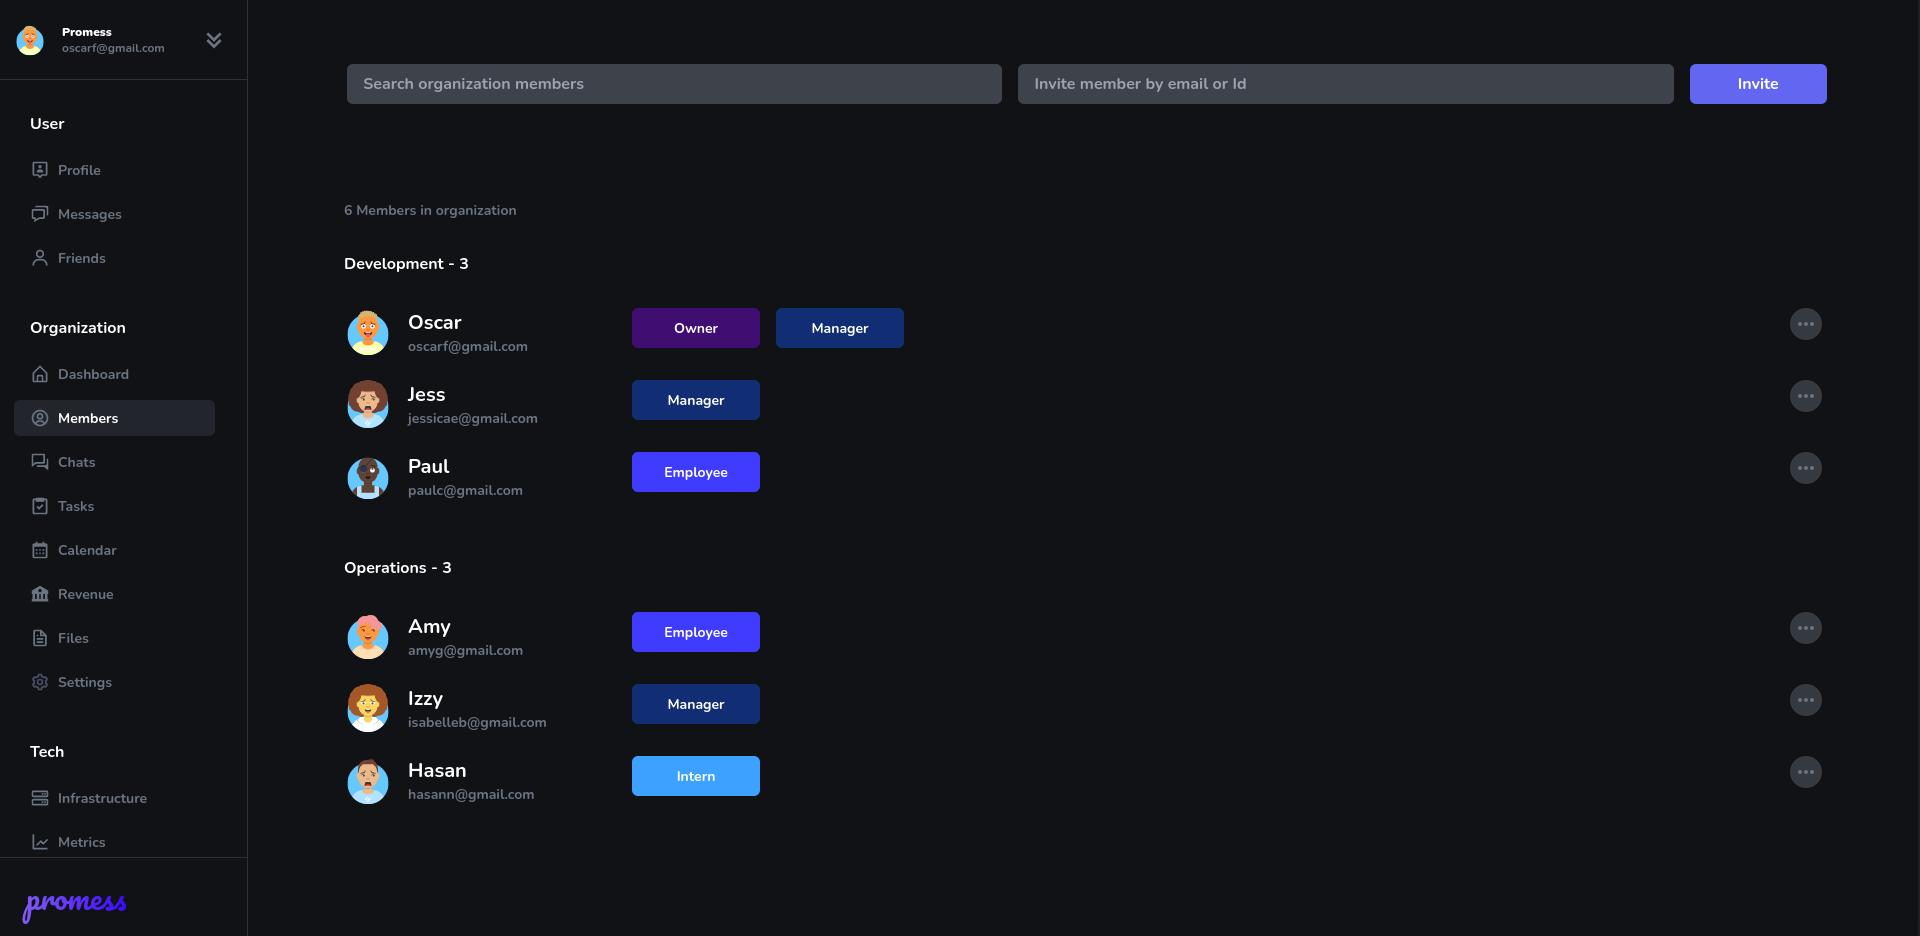 Promess
oscarf@gmail.com
User
Profile
Messages
Friends
Organization
Dashboard
Members
Chats
Tasks
Calendar
Revenue
Files
Settings
Tech
Infrastructure
Metrics
promess
Search organization members
Invite member by email or Id
Invite
6 Members in organization
Development - 3
Oscar
oscarf@gmail.com
Owner
Manager
Jess
jessicae@gmail.com
Manager
Paul
paulc@gmail.com
Employee
Operations - 3
Amy
amyg@gmail.com
Employee
Izzy
isabelleb@gmail.com
Manager
Hasan
hasann@gmail.com
Intern